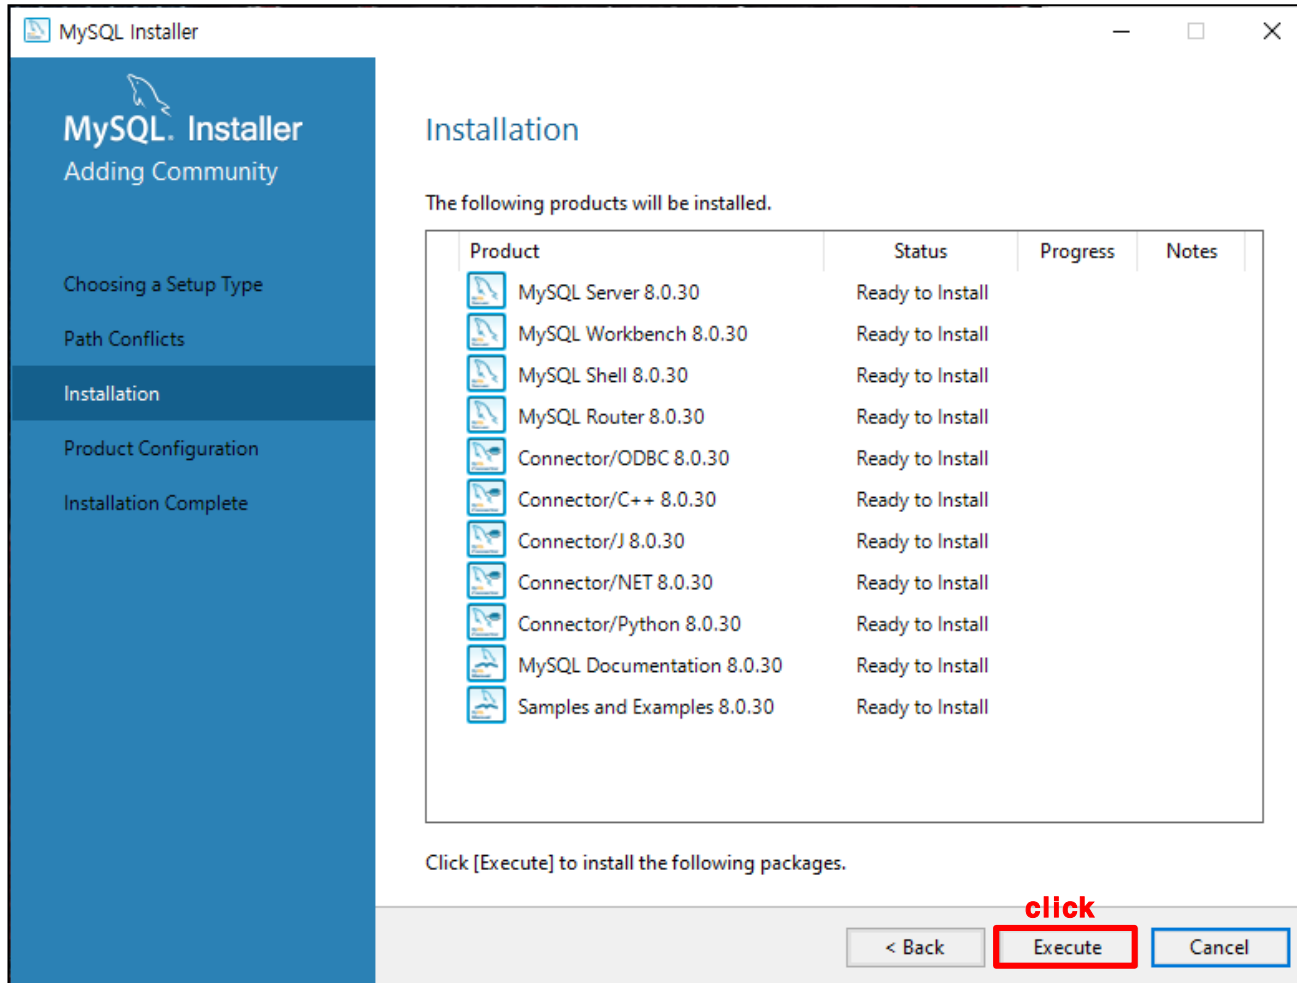 MySQL Installer
MySQL. Installer
Adding Community
Choosing a Setup Type
Path Conflicts
Installation
Product Configuration
Installation Complete
Installation
The following products will be installed.
Product Status Progress Notes
MySQL Server 8.0.30 Ready to Install
MySQL Workbench 8.0.30 Ready to Install
MySQL Shell 8.0.30 Ready to Install
MySQL Router 8.0.30 Ready to Install
Connector/ODBC 8.0.30 Ready to Install
Connector/C++ 8.0.30 Ready to Install
Connector/J 8.0.30 Ready to Install
Connector/NET 8.0.30 Ready to Install
Connector/Python 8.0.30 Ready to Install
MySQL Documentation 8.0.30 Ready to Install
Samples and Examples 8.0.30 Ready to Install
Click [Execute] to install the following packages.
click
< Back Execute Cancel